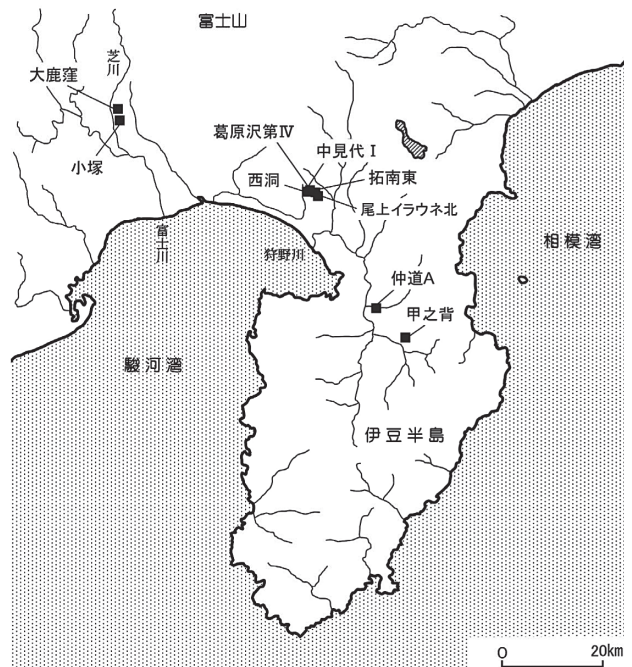 富士山
芝川
大鹿窪
小塚
葛原沢第Ⅳ
中見代Ⅰ
西洞
拓南東
尾上イラウネ北
富士川
狩野川
相模湾
仲道A
甲之背
駿河湾
伊豆半島
0 20km